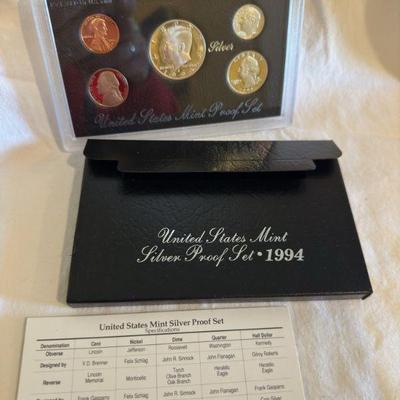 Silver
United States Mint Proof Set
United States Mint
Silver Proof Set • 1994
United States Mint Silver Proof Set
Specifications
Denomination Cent Nickel Dime Quarter Half Dollar
Obverse Lincoln Jefferson Roosevelt Washington Kennedy
Designed by V.D. Brenner Felix Schlag John R. Sinnock John Flanagan Gilroy Roberts
Reverse Lincoln Memorial Monticello Torch Olive Branch Oak Branch Heraldic Eagle Heraldic Eagle
Designed by Frank Gasparro Felix Schlag John R. Sinnock John Flanagan Frank Gasparro